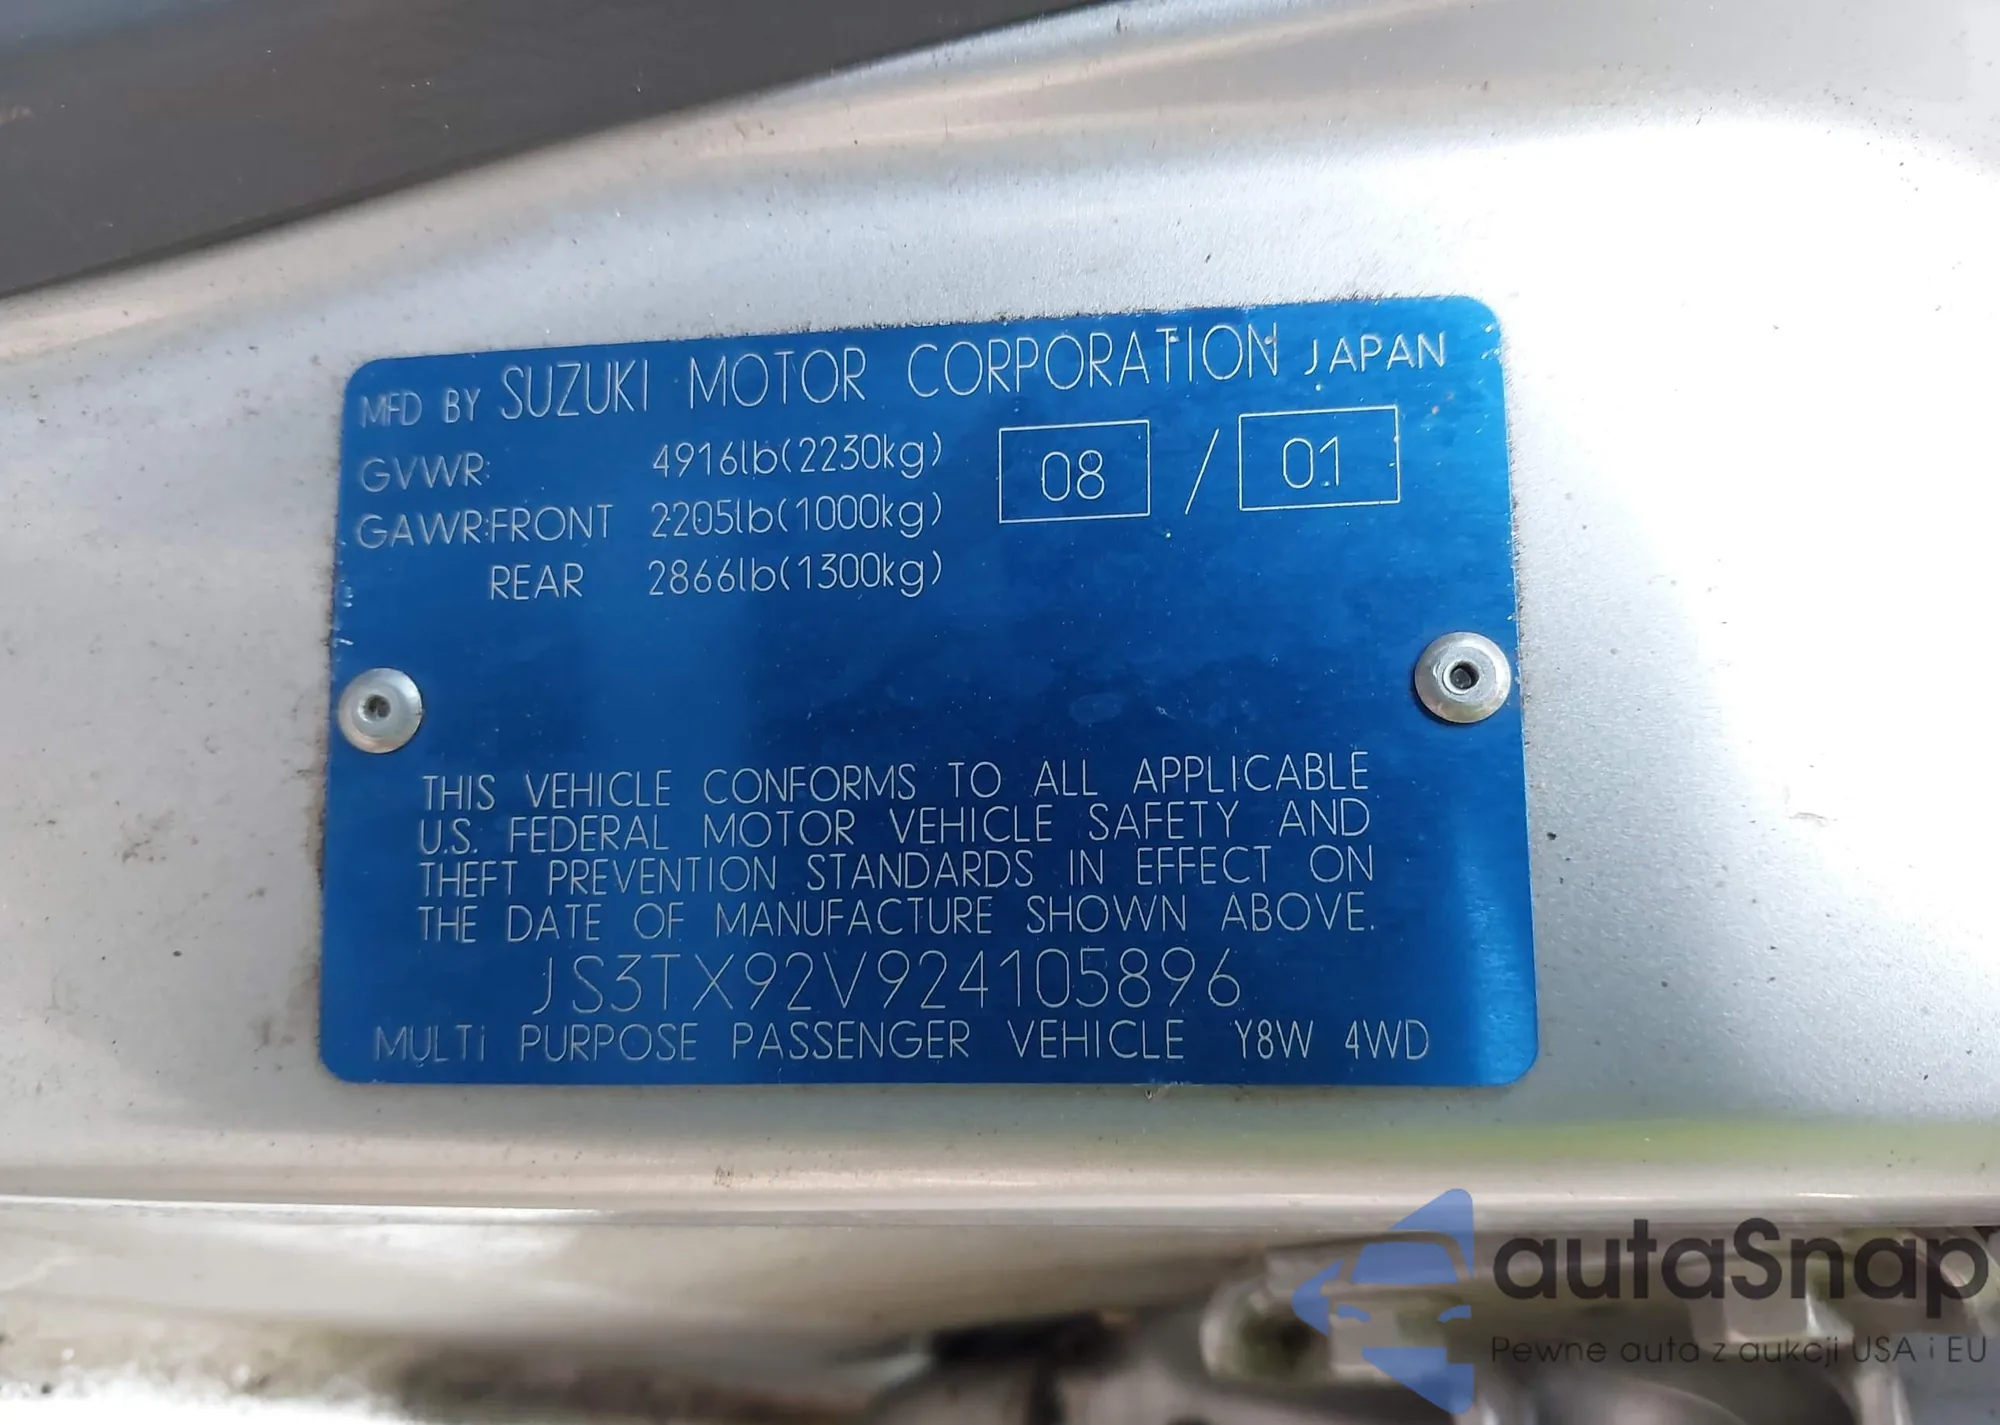 MFD BY SUZUKI MOTOR CORPORATION JAPAN
GVWR: 4916lb(2230kg) 08 / 01
GAWR:FRONT 2205lb(1000kg)
REAR 2866lb(1300kg)
THIS VEHICLE CONFORMS TO ALL APPLICABLE
U.S. FEDERAL MOTOR VEHICLE SAFETY AND
THEFT PREVENTION STANDARDS IN EFFECT ON
THE DATE OF MANUFACTURE SHOWN ABOVE.
JS3TX92V924105896
MULTi PURPOSE PASSENGER VEHICLE Y8W 4WD
autaSnap
Pewne auta z aukcji USA i EU